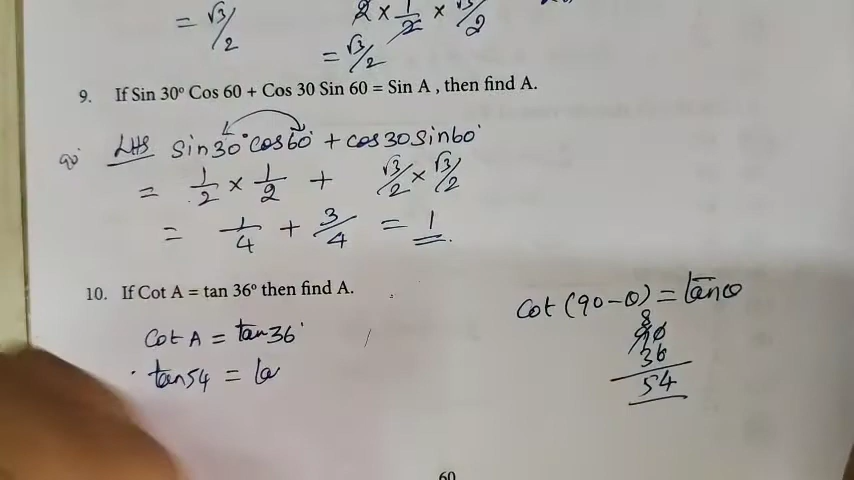 = √3/2
2 × 1/2 × √3/2
= √3/2
9. If Sin 30° Cos 60 + Cos 30 Sin 60 = Sin A , then find A.
90° LHS sin30° cos60° + cos30 sin60°
= 1/2 × 1/2 + √3/2 × √3/2
= 1/4 + 3/4 = 1
10. If Cot A = tan 36° then find A.
cot (90-θ) = tanθ
cot A = tan36°
tan54 = ta
8
90
36
54
60